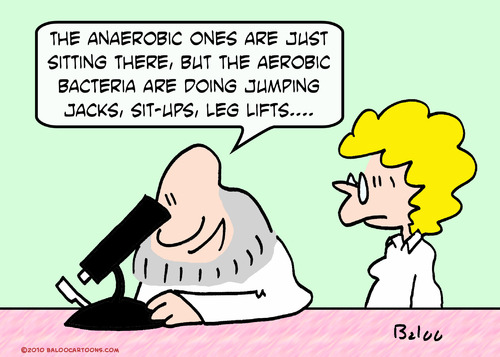 THE ANAEROBIC ONES ARE JUST
SITTING THERE, BUT THE AEROBIC
BACTERIA ARE DOING JUMPING
JACKS, SIT-UPS, LEG LIFTS....
Baloo
©2010 BALOOCARTOONS.COM